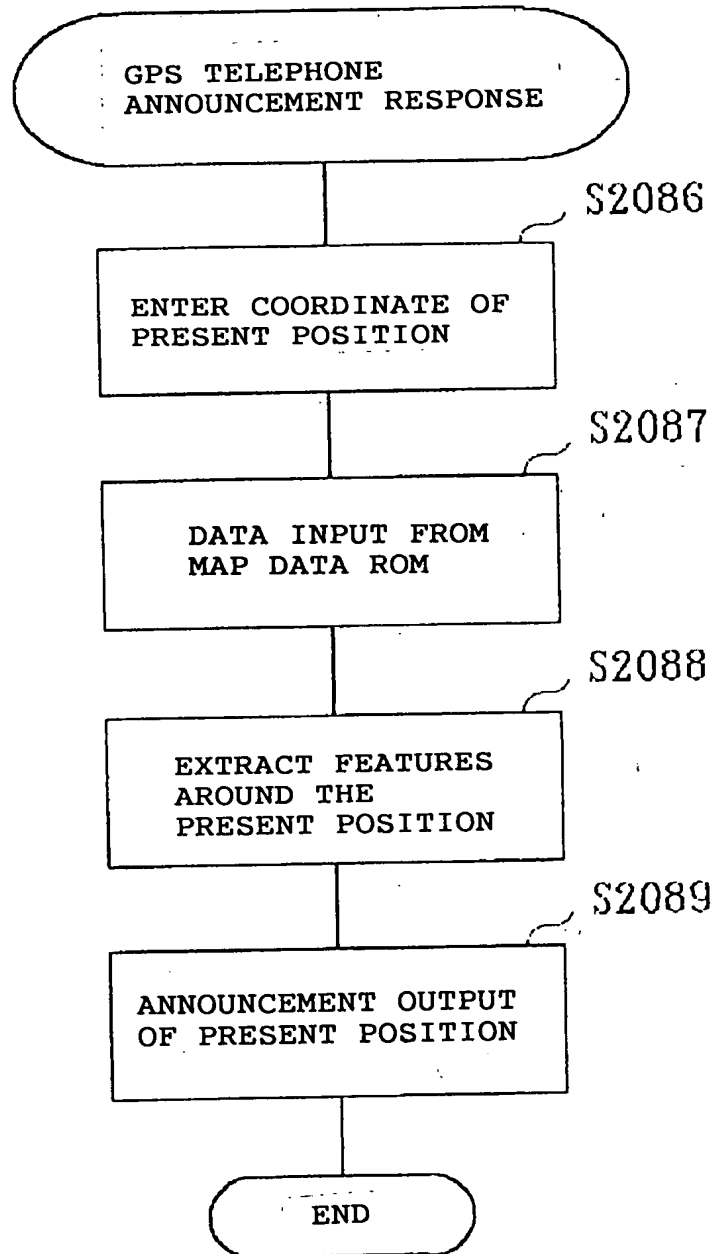 GPS TELEPHONE
ANNOUNCEMENT RESPONSE
S2086
ENTER COORDINATE OF
PRESENT POSITION
S2087
DATA INPUT FROM
MAP DATA ROM
S2088
EXTRACT FEATURES
AROUND THE
PRESENT POSITION
S2089
ANNOUNCEMENT OUTPUT
OF PRESENT POSITION
END